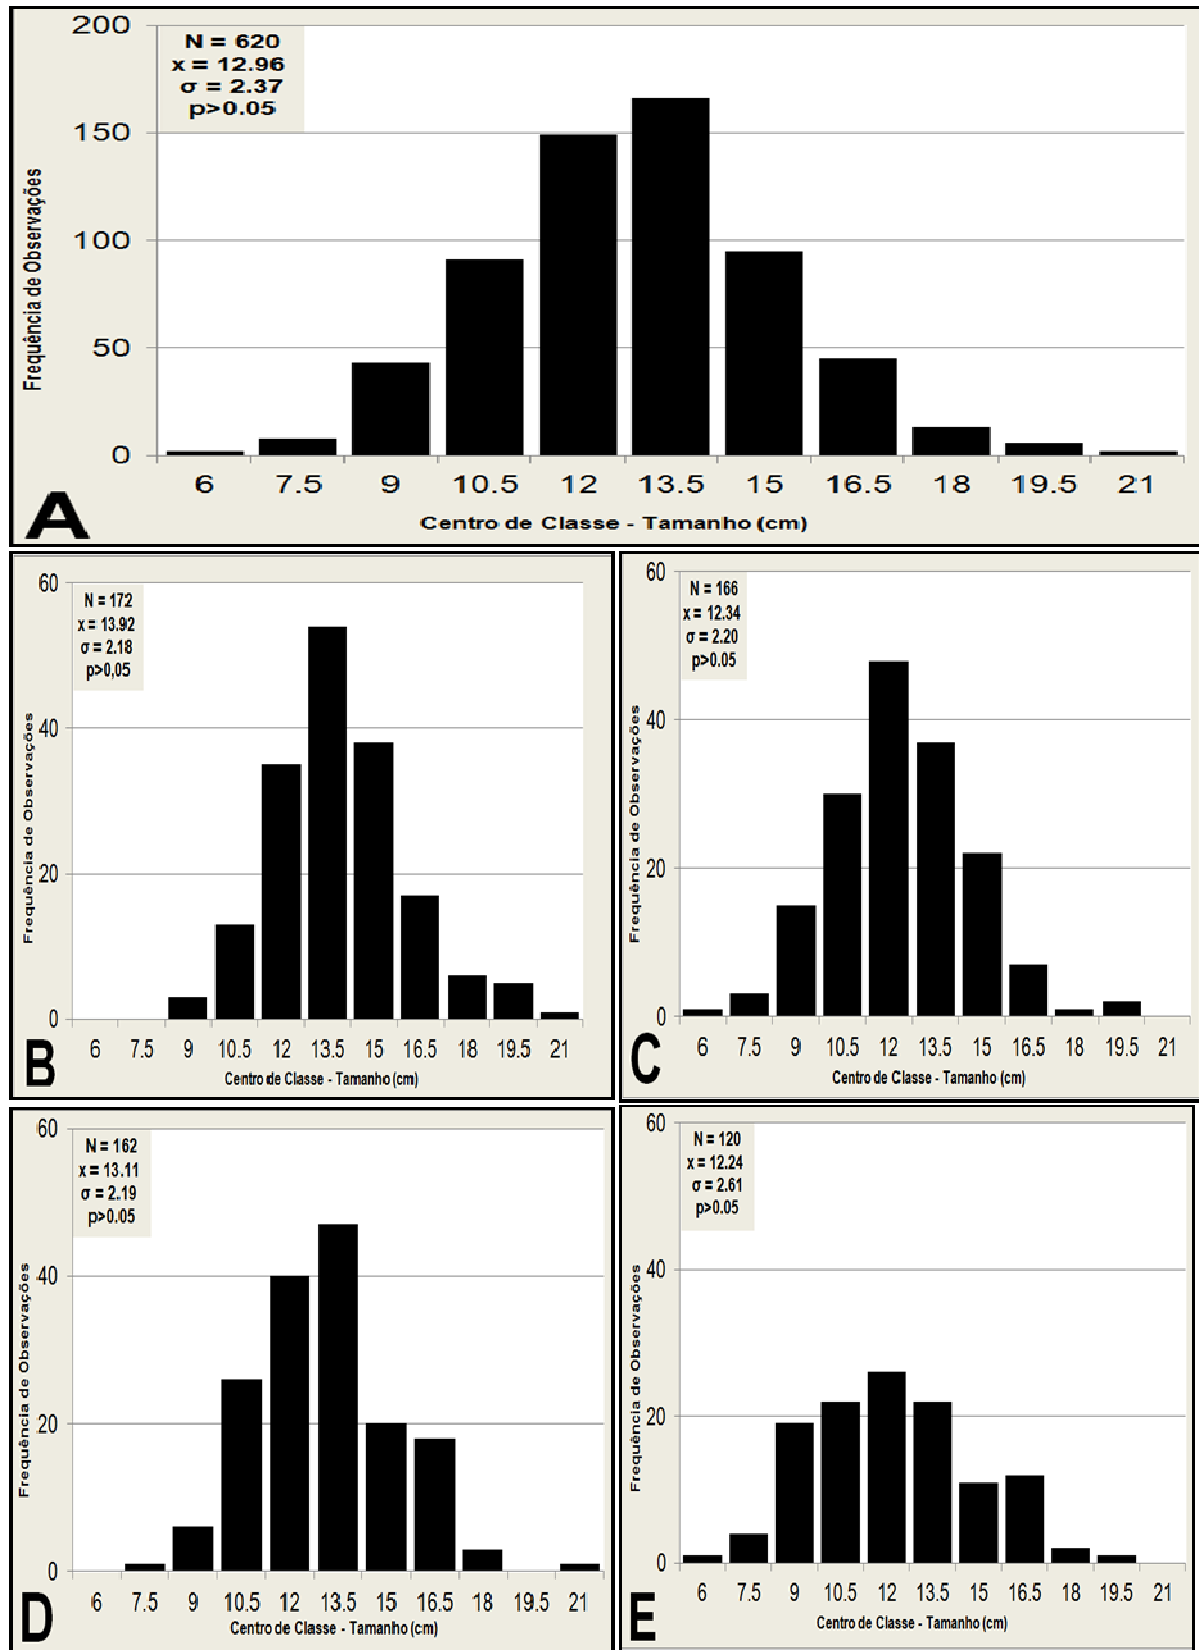 200
150
100
50
0
N = 620
x = 12.96
σ = 2.37
p>0.05
Frequência de Observações
6 7.5 9 10.5 12 13.5 15 16.5 18 19.5 21
Centro de Classe - Tamanho (cm)
A
60
40
20
0
N = 172
x = 13.92
σ = 2.18
p>0,05
Frequência de Observações
6 7.5 9 10.5 12 13.5 15 16.5 18 19.5 21
Centro de Classe - Tamanho (cm)
B
60
40
20
0
N = 166
x = 12.34
σ = 2.20
p>0.05
Frequência de Observações
6 7.5 9 10.5 12 13.5 15 16.5 18 19.5 21
Centro de Classe - Tamanho (cm)
C
60
40
20
0
N = 162
x = 13.11
σ = 2.19
p>0.05
Frequência de Observações
6 7.5 9 10.5 12 13.5 15 16.5 18 19.5 21
Centro de Classe - Tamanho (cm)
D
60
40
20
0
N = 120
x = 12.24
σ = 2.61
p>0.05
Frequência de Observações
6 7.5 9 10.5 12 13.5 15 16.5 18 19.5 21
Centro de Classe - Tamanho (cm)
E